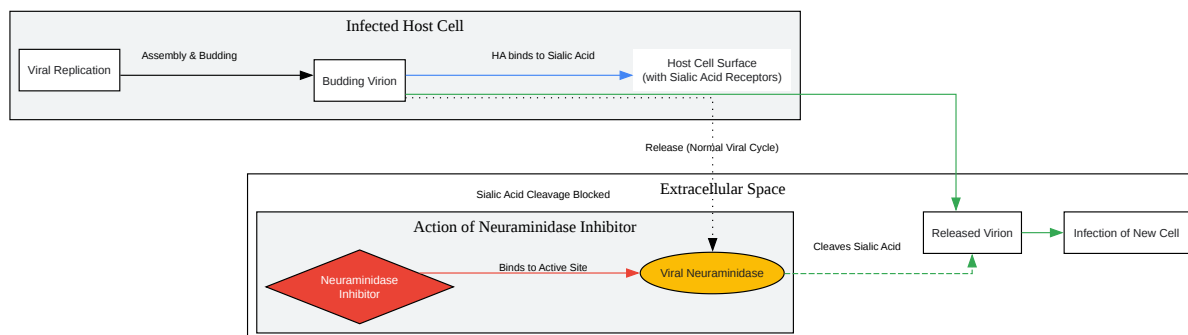 Infected Host Cell
Assembly & Budding
HA binds to Sialic Acid
Viral Replication
Budding Virion
Host Cell Surface
(with Sialic Acid Receptors)
Release (Normal Viral Cycle)
Extracellular Space
Sialic Acid Cleavage Blocked
Action of Neuraminidase Inhibitor
Neuraminidase
Inhibitor
Binds to Active Site
Viral Neuraminidase
Cleaves Sialic Acid
Released Virion
Infection of New Cell